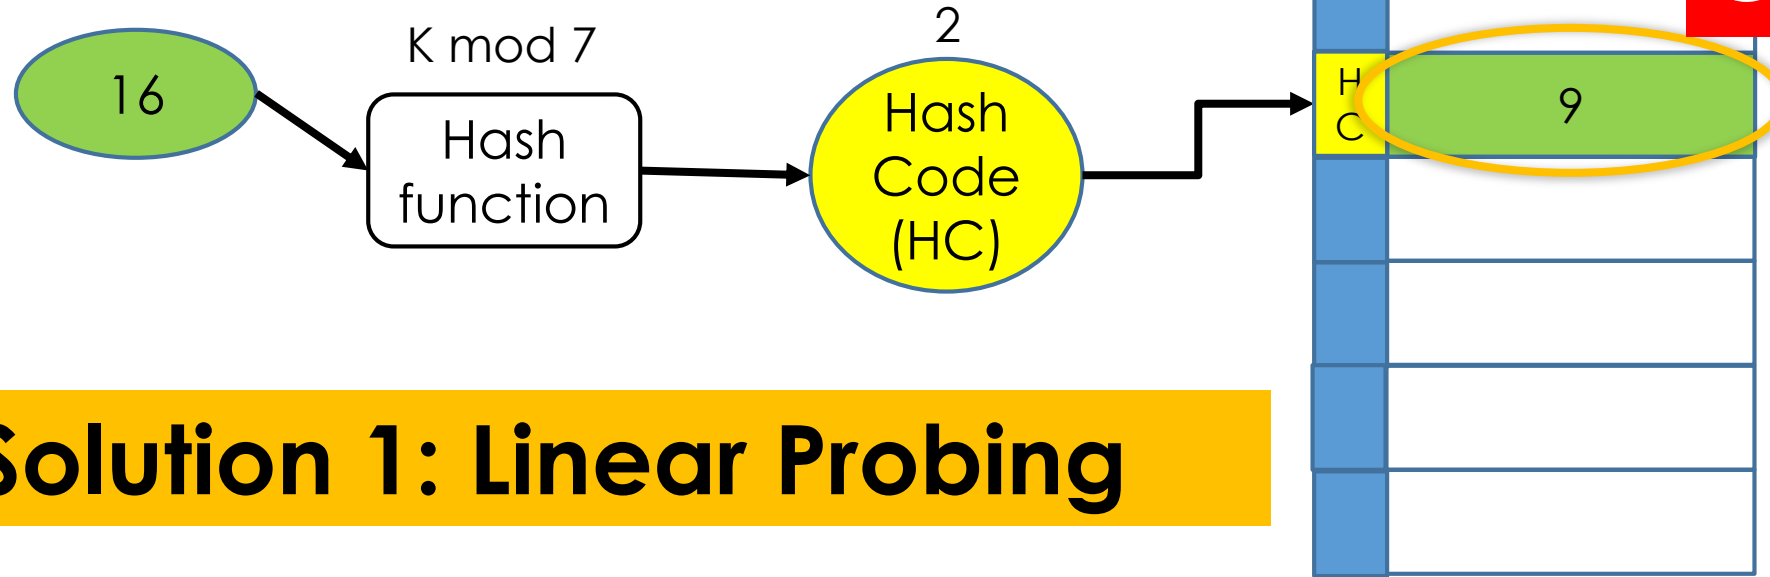 2
K mod 7
16
Hash
function
Hash
Code
(HC)
H
C
9
Solution 1: Linear Probing